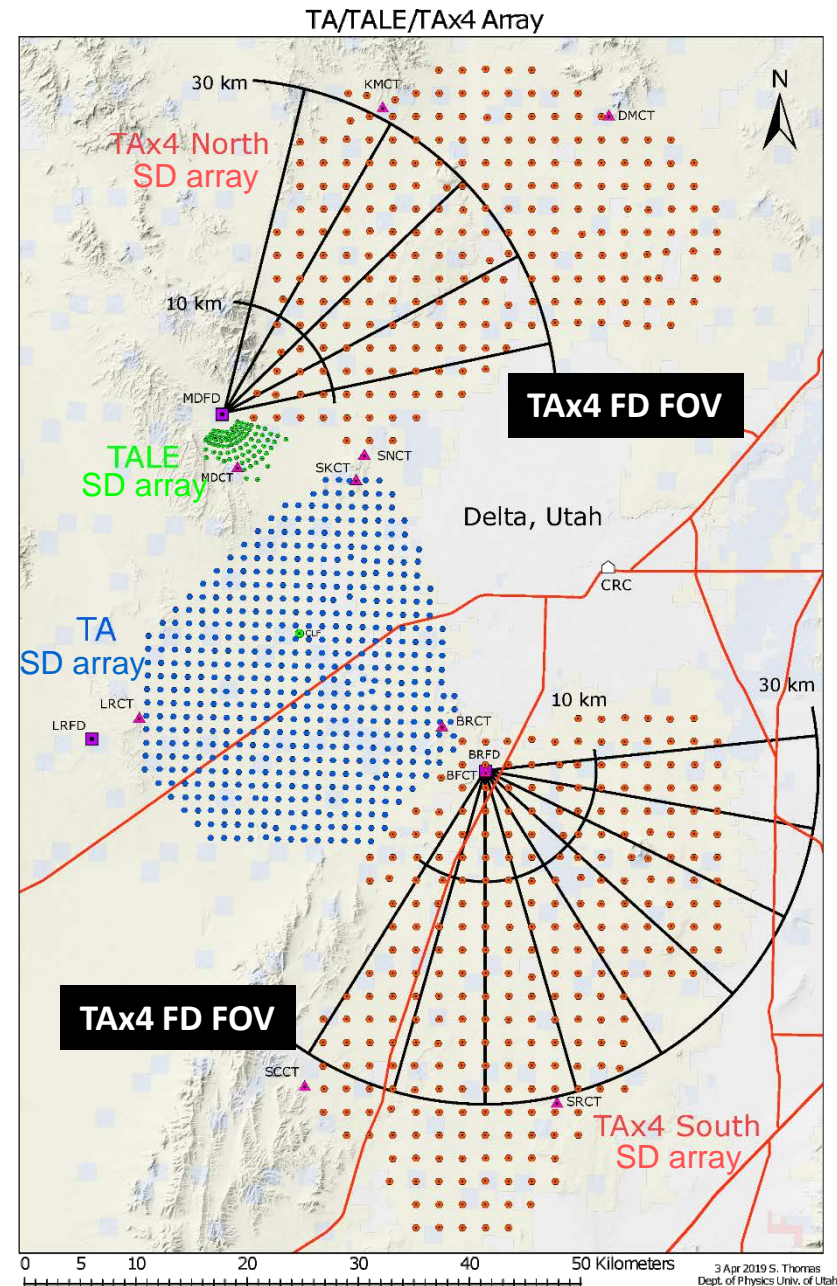 TA/TALE/TAx4 Array
30 km
KMCT
N
DMCT
TAx4 North
SD array
10 km
MDFD
TAx4 FD FOV
TALE
SD array
MDCT
SNCT
SKCT
Delta, Utah
CRC
TA
SD array
CLF
LRCT
LRFD
10 km
30 km
BRCT
BRFD
BFCT
TAx4 FD FOV
SCCT
SRCT
TAx4 South
SD array
0 5 10 20 30 40 50 Kilometers
3 Apr 2019 S. Thomas
Dept. of Physics Univ. of Utah